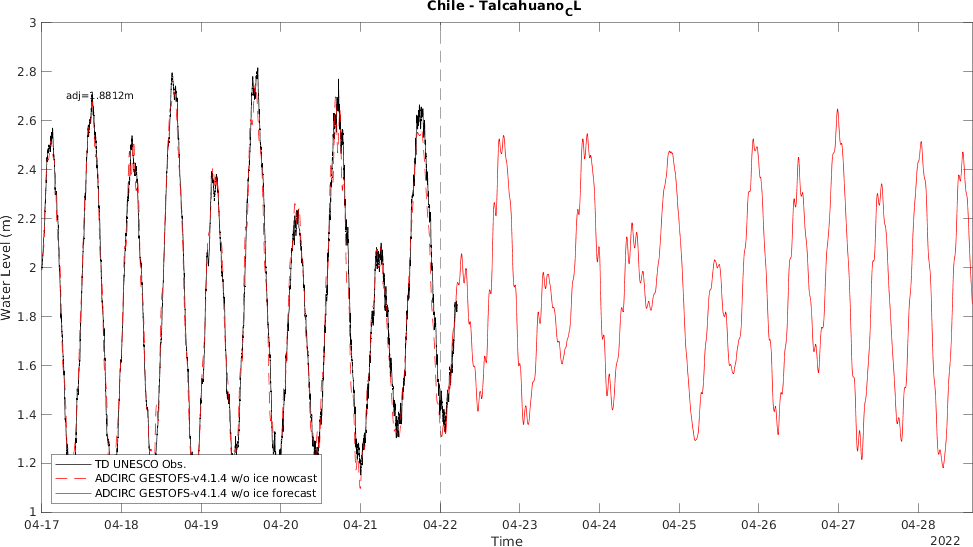 Chile - Talcahuano_CL
3
2.8
2.6
2.4
2.2
2
1.8
1.6
1.4
1.2
1
Water Level (m)
adj=1.8812m
TD UNESCO Obs.
ADCIRC GESTOFS-v4.1.4 w/o ice nowcast
ADCIRC GESTOFS-v4.1.4 w/o ice forecast
04-17 04-18 04-19 04-20 04-21 04-22 04-23 04-24 04-25 04-26 04-27 04-28
Time
2022